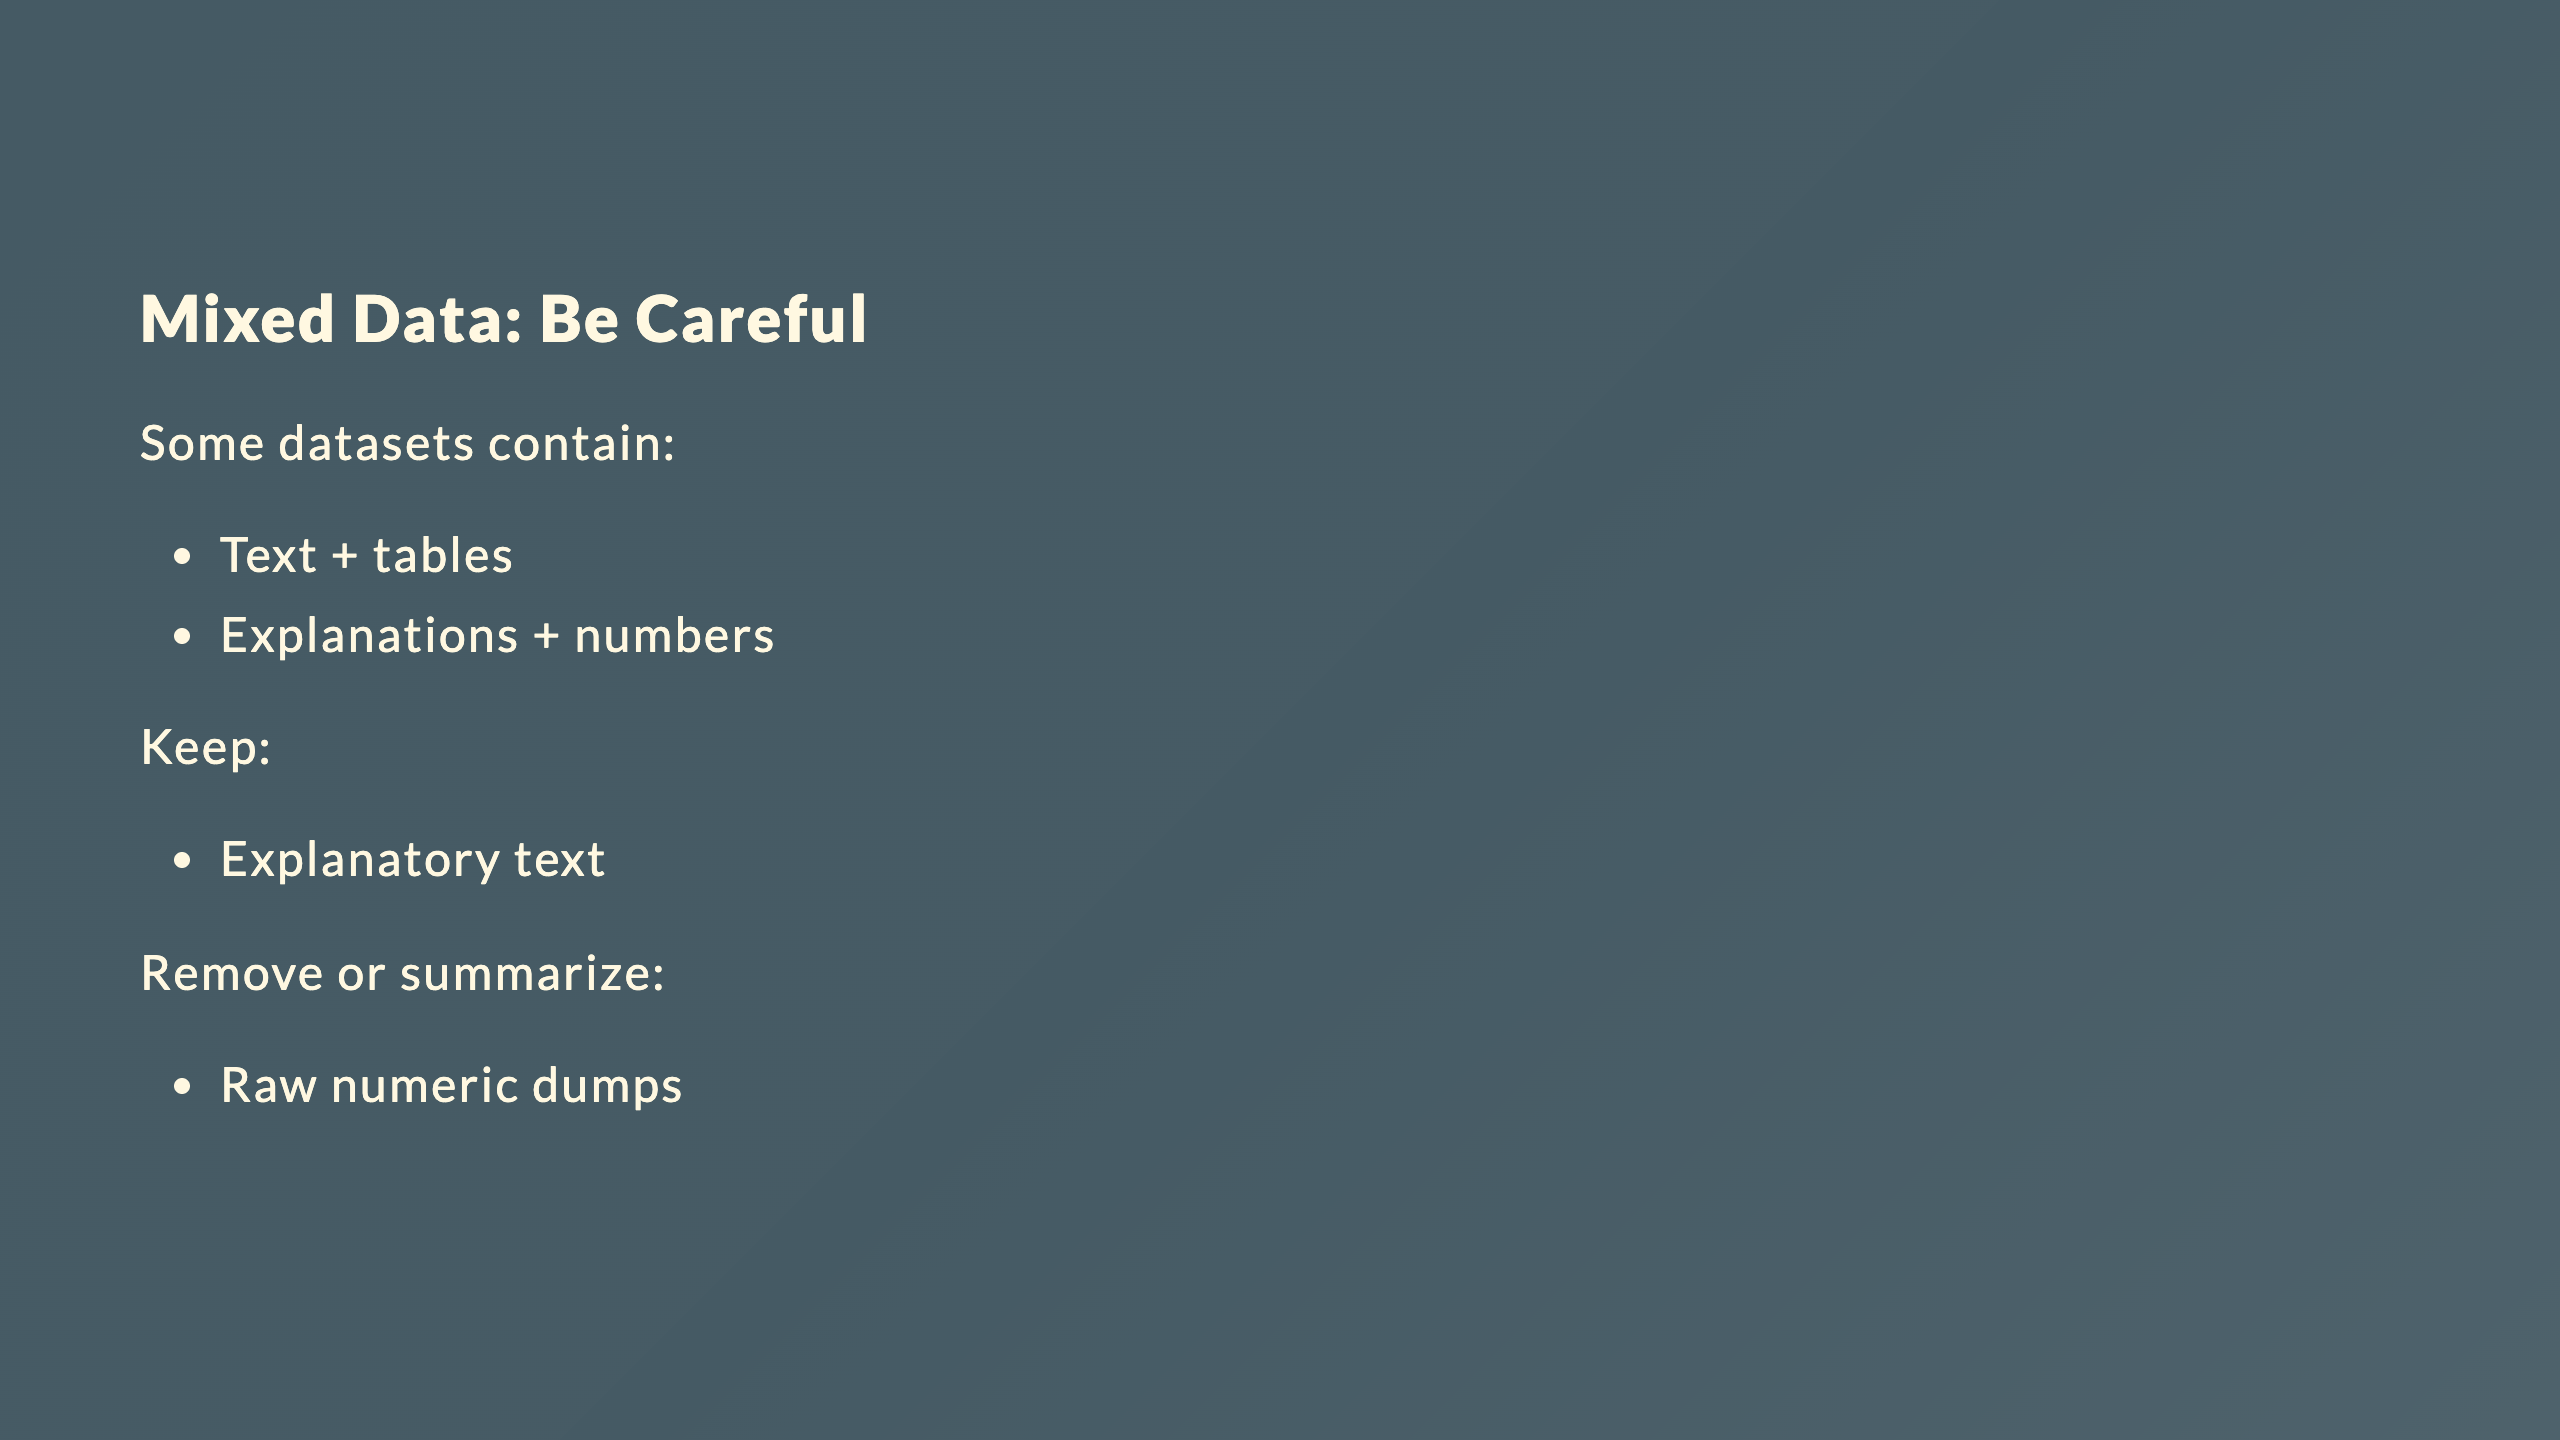 Mixed Data: Be Careful
Some datasets contain:
• Text + tables
• Explanations + numbers
Keep:
• Explanatory text
Remove or summarize:
• Raw numeric dumps